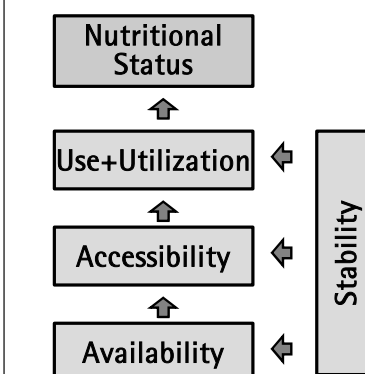 Nutritional
Status
Use+Utilization
Accessibility
Stability
Availability